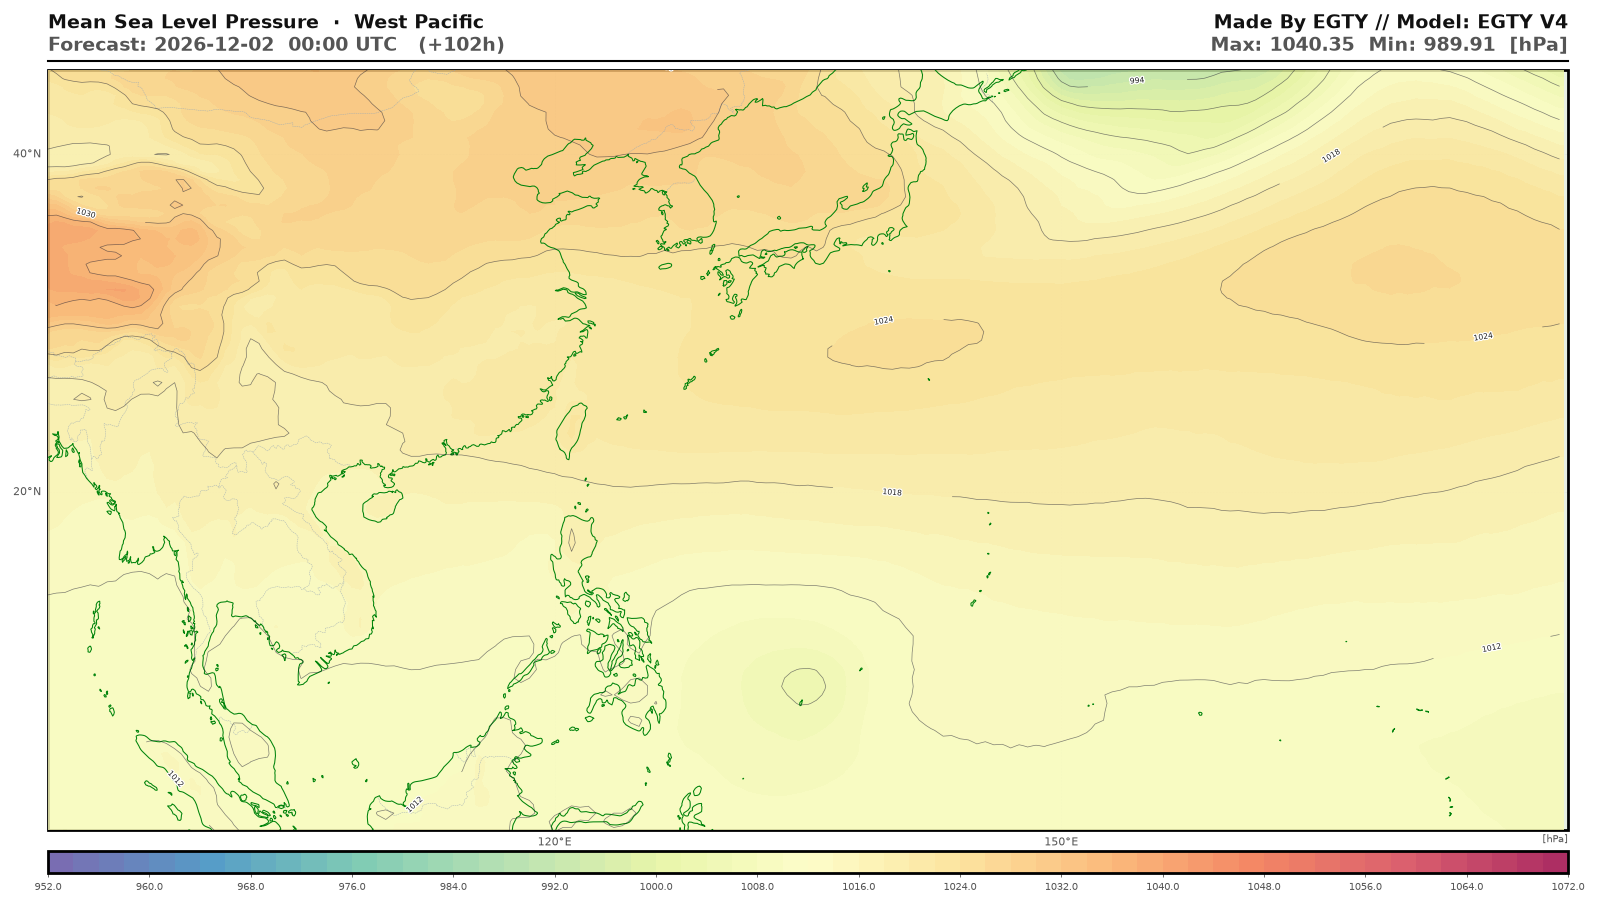 Mean Sea Level Pressure  ·  West Pacific
Made By EGTY // Model: EGTY V4
Forecast: 2026-12-02  00:00 UTC   (+102h)
Max: 1040.35  Min: 989.91  [hPa]
994
1018
40°N
1030
1024
1024
20°N
1018
1012
1012
1012
120°E
150°E
[hPa]
952.0
960.0
968.0
976.0
984.0
992.0
1000.0
1008.0
1016.0
1024.0
1032.0
1040.0
1048.0
1056.0
1064.0
1072.0